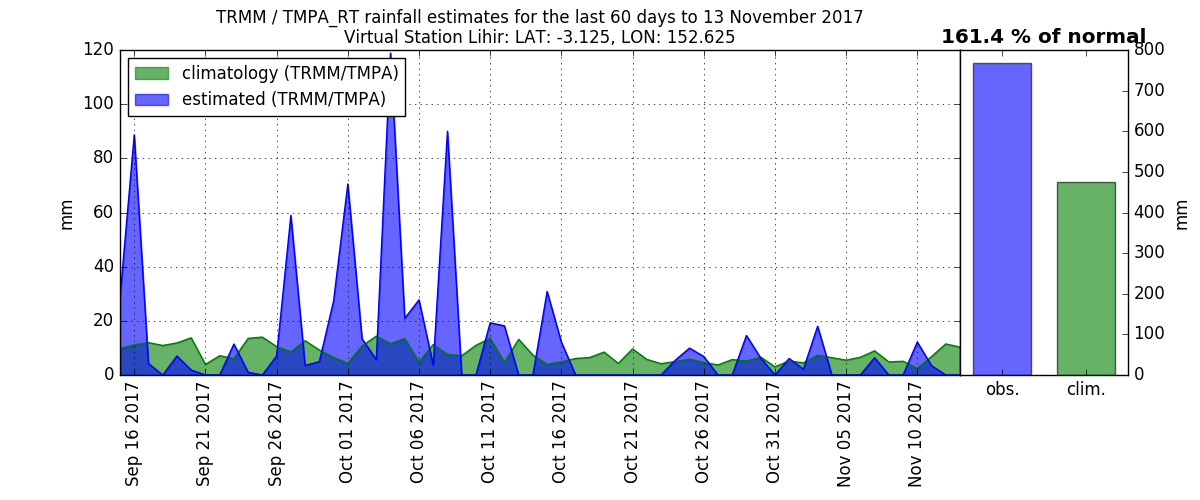 TRMM / TMPA_RT rainfall estimates for the last 60 days to 13 November 2017
Virtual Station Lihir: LAT: -3.125, LON: 152.625
161.4 % of normal
climatology (TRMM/TMPA)
estimated (TRMM/TMPA)
120
100
80
60
40
20
0
mm
800
700
600
500
400
300
200
100
0
mm
Sep 16 2017
Sep 21 2017
Sep 26 2017
Oct 01 2017
Oct 06 2017
Oct 11 2017
Oct 16 2017
Oct 21 2017
Oct 26 2017
Oct 31 2017
Nov 05 2017
Nov 10 2017
obs.
clim.